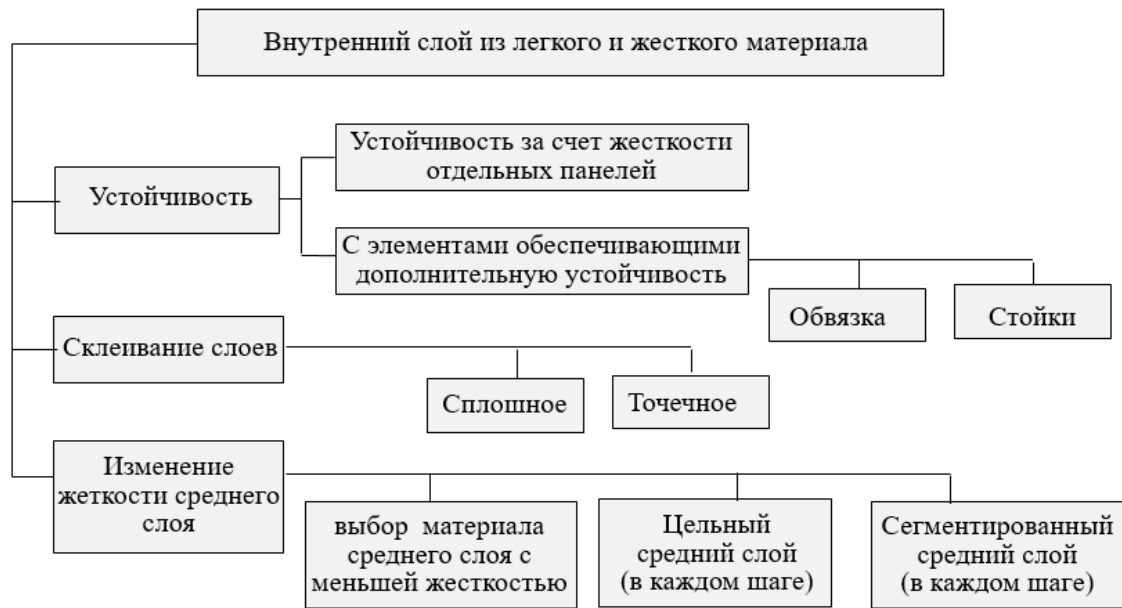 Внутренний слой из легкого и жесткого материала
Устойчивость за счет жесткости
отдельных панелей
Устойчивость
С элементами обеспечивающими
дополнительную устойчивость
Обвязка
Стойки
Склеивание слоев
Сплошное
Точечное
Изменение
жеткости среднего
слоя
выбор материала
среднего слоя с
меньшей жесткостью
Цельный
средний слой
(в каждом шаге)
Сегментированный
средний слой
(в каждом шаге)